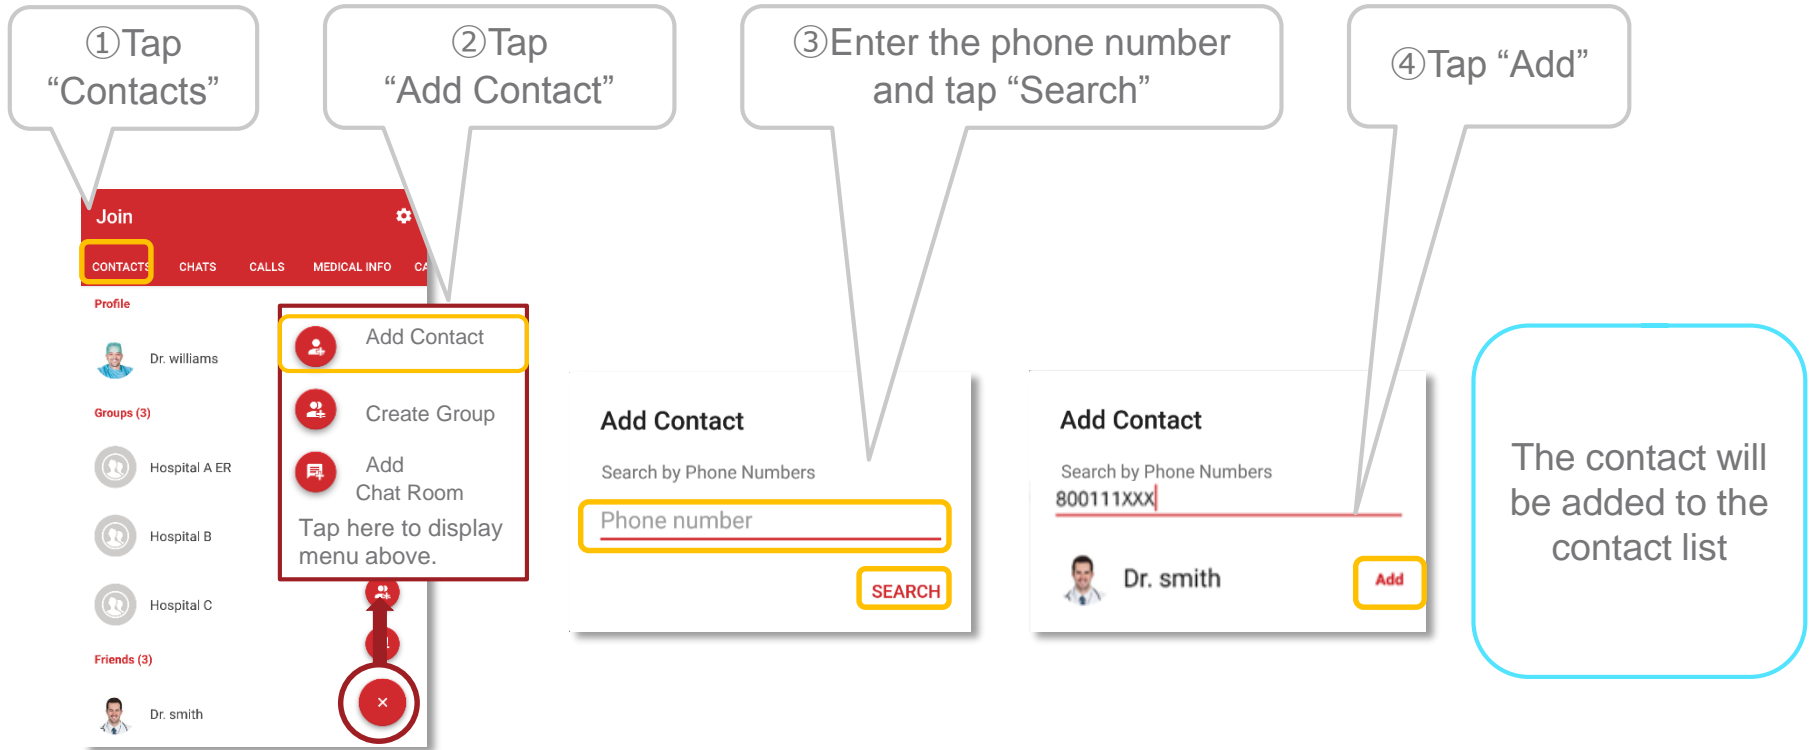 ①Tap
“Contacts”
②Tap
“Add Contact”
③Enter the phone number
and tap “Search”
④Tap “Add”
Join
CONTACTS CHATS CALLS MEDICAL INFO
Profile
Dr. williams
Groups (3)
Hospital A ER
Hospital B
Hospital C
Friends (3)
Dr. smith
Add Contact
Create Group
Add
Chat Room
Tap here to display
menu above.
Add Contact
Search by Phone Numbers
Phone number
SEARCH
Add Contact
Search by Phone Numbers
800111XXX
Dr. smith
Add
The contact will
be added to the
contact list